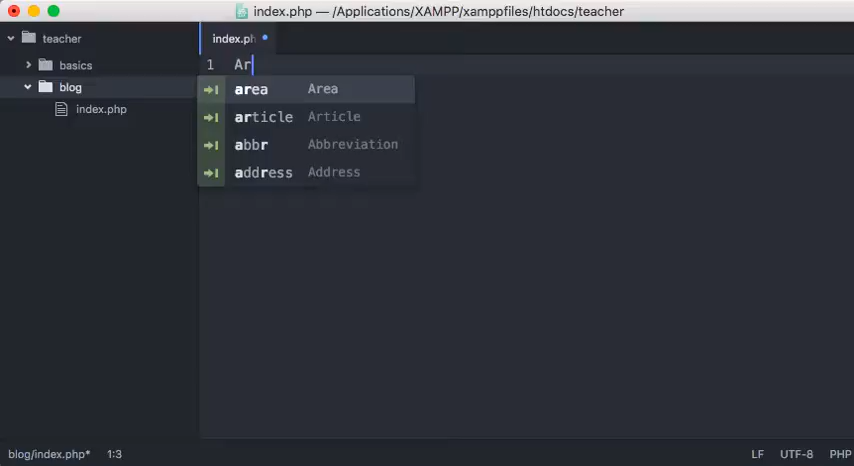 index.php — /Applications/XAMPP/xamppfiles/htdocs/teacher
teacher
basics
blog
index.php
index.ph
1 Ar
area Area
article Article
abbr Abbreviation
address Address
blog/index.php* 1:3 LF UTF-8 PHP